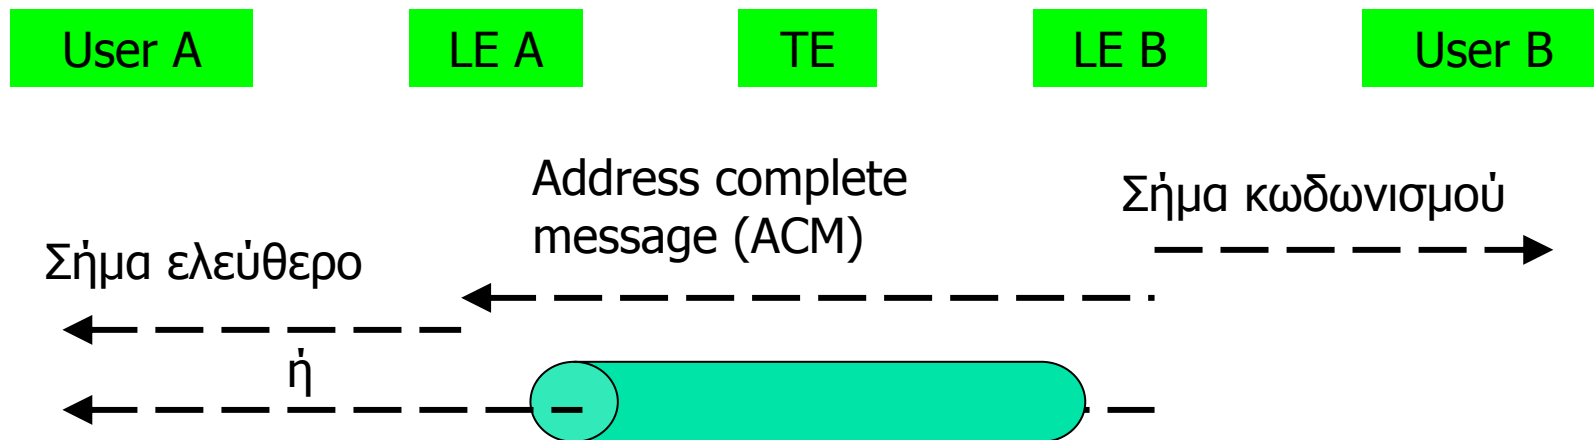 User A
LE A
TE
LE B
User B
Address complete
message (ACM)
Σήμα κωδωνισμού
Σήμα ελεύθερο
ή